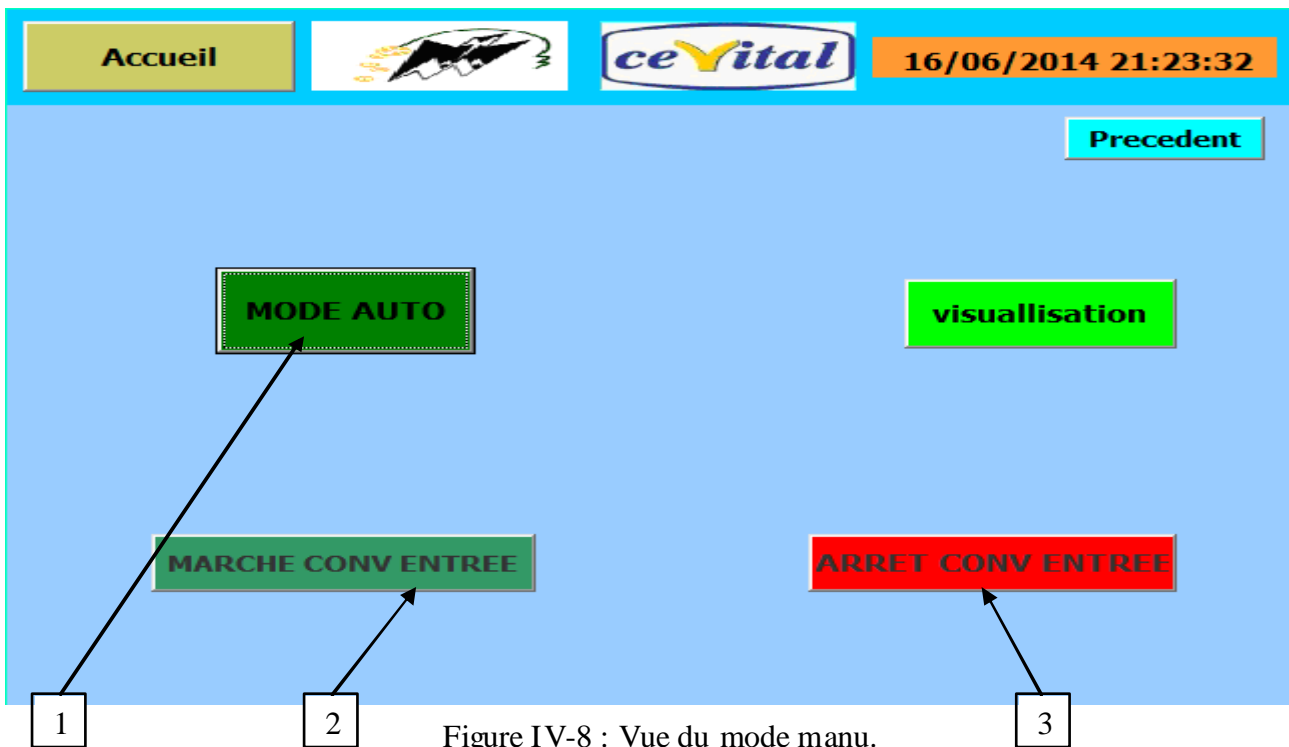 Accueil
ceVital
16/06/2014 21:23:32
Precedent
MODE AUTO
visuallisation
MARCHE CONV ENTREE
ARRET CONV ENTREE
1
2
3
Figure IV-8 : Vue du mode manu.